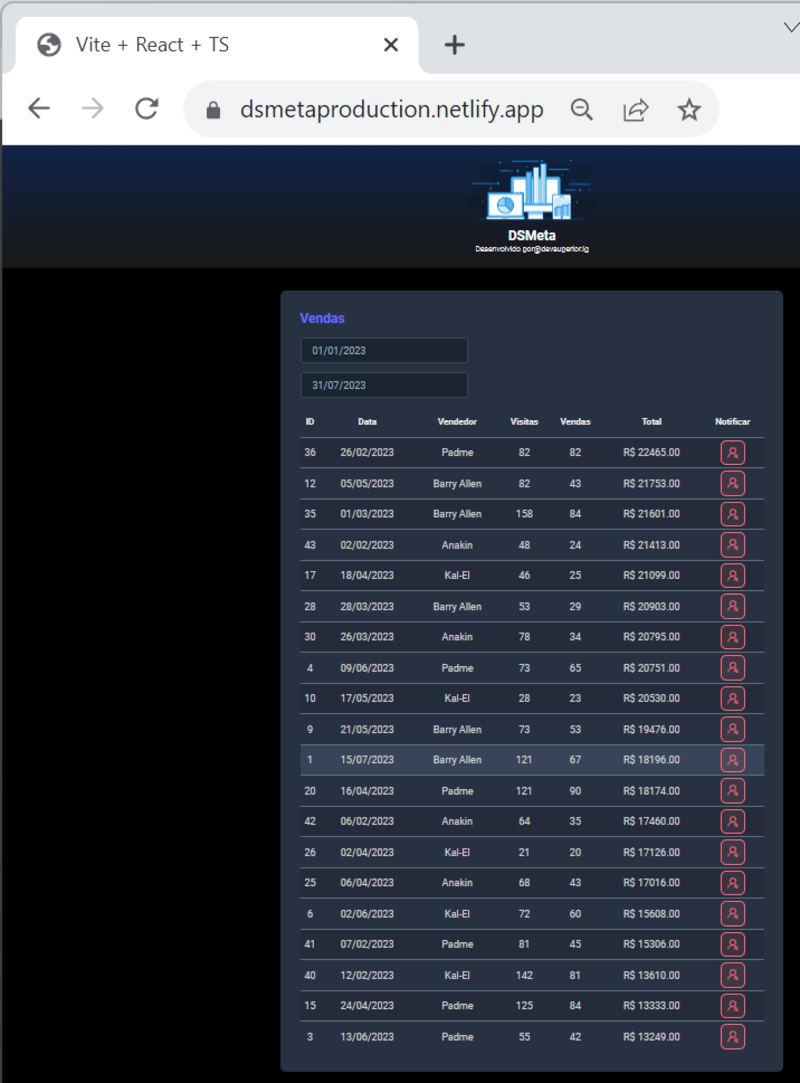 Vite + React + TS
dsmetaproduction.netlify.app
DSMeta
Desenvolvido por@devsuperior.ig
Vendas
01/01/2023
31/07/2023
ID Data Vendedor Visitas Vendas Total Notificar
36 26/02/2023 Padme 82 82 R$ 22465.00
12 05/05/2023 Barry Allen 82 43 R$ 21753.00
35 01/03/2023 Barry Allen 158 84 R$ 21601.00
43 02/02/2023 Anakin 48 24 R$ 21413.00
17 18/04/2023 Kal-El 46 25 R$ 21099.00
28 28/03/2023 Barry Allen 53 29 R$ 20903.00
30 26/03/2023 Anakin 78 34 R$ 20795.00
4 09/06/2023 Padme 73 65 R$ 20751.00
10 17/05/2023 Kal-El 28 23 R$ 20530.00
9 21/05/2023 Barry Allen 73 53 R$ 19476.00
1 15/07/2023 Barry Allen 121 67 R$ 18196.00
20 16/04/2023 Padme 121 90 R$ 18174.00
42 06/02/2023 Anakin 64 35 R$ 17460.00
26 02/04/2023 Kal-El 21 20 R$ 17126.00
25 06/04/2023 Anakin 68 43 R$ 17016.00
6 02/06/2023 Kal-El 72 60 R$ 15608.00
41 07/02/2023 Padme 81 45 R$ 15306.00
40 12/02/2023 Kal-El 142 81 R$ 13610.00
15 24/04/2023 Padme 125 84 R$ 13333.00
3 13/06/2023 Padme 55 42 R$ 13249.00